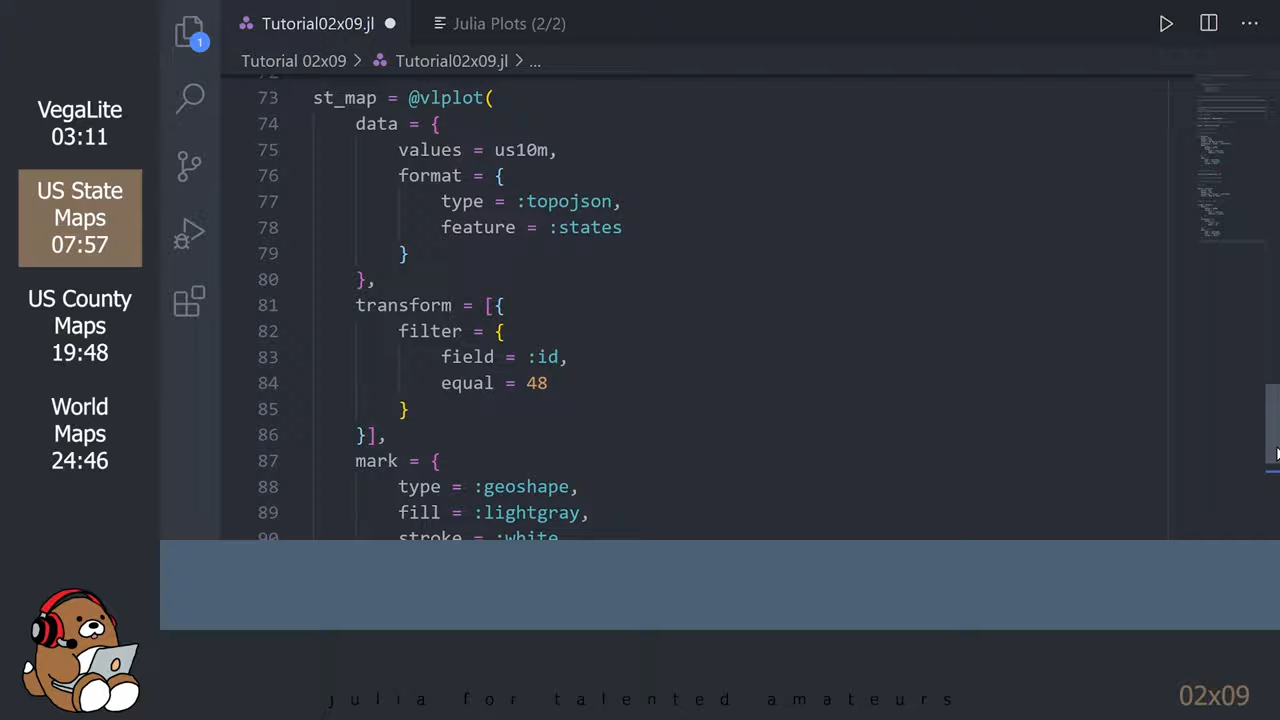 Tutorial02x09.jl
Julia Plots (2/2)
1
Tutorial 02x09 > Tutorial02x09.jl > ...
VegaLite
03:11
US State
Maps
07:57
US County
Maps
19:48
World
Maps
24:46
72
73 st_map = @vlplot(
74 data = {
75 values = us10m,
76 format = {
77 type = :topojson,
78 feature = :states
79 }
80 },
81 transform = [{
82 filter = {
83 field = :id,
84 equal = 48
85 }
86 }],
87 mark = {
88 type = :geoshape,
89 fill = :lightgray,
90 stroke = :white
julia for talented amateurs
02x09